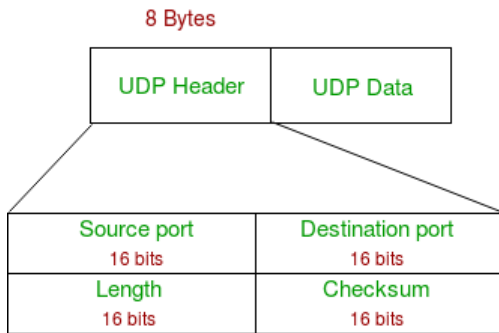 8 Bytes
UDP Header UDP Data
Source port Destination port
16 bits 16 bits
Length Checksum
16 bits 16 bits